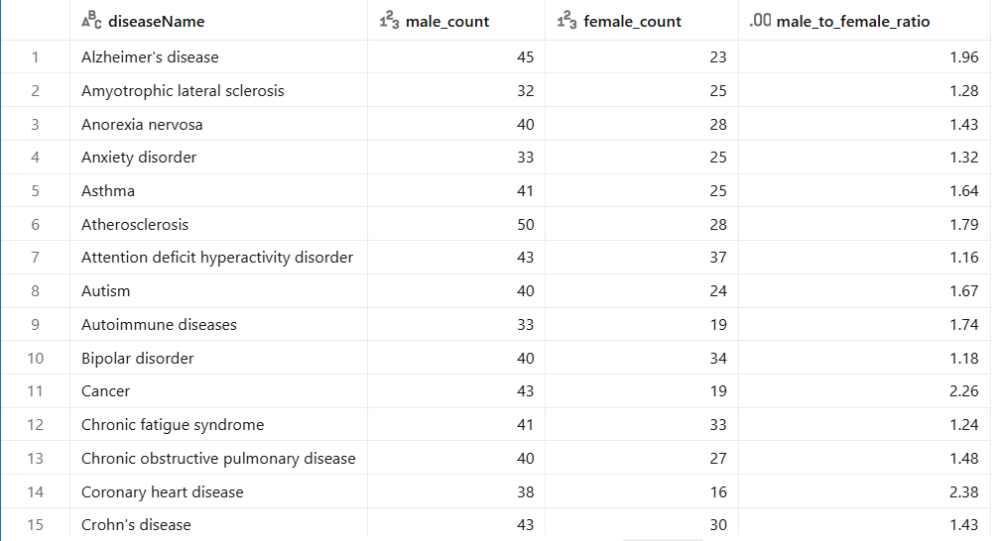 ABC diseaseName 123 male_count 123 female_count .00 male_to_female_ratio
1 Alzheimer's disease 45 23 1.96
2 Amyotrophic lateral sclerosis 32 25 1.28
3 Anorexia nervosa 40 28 1.43
4 Anxiety disorder 33 25 1.32
5 Asthma 41 25 1.64
6 Atherosclerosis 50 28 1.79
7 Attention deficit hyperactivity disorder 43 37 1.16
8 Autism 40 24 1.67
9 Autoimmune diseases 33 19 1.74
10 Bipolar disorder 40 34 1.18
11 Cancer 43 19 2.26
12 Chronic fatigue syndrome 41 33 1.24
13 Chronic obstructive pulmonary disease 40 27 1.48
14 Coronary heart disease 38 16 2.38
15 Crohn's disease 43 30 1.43